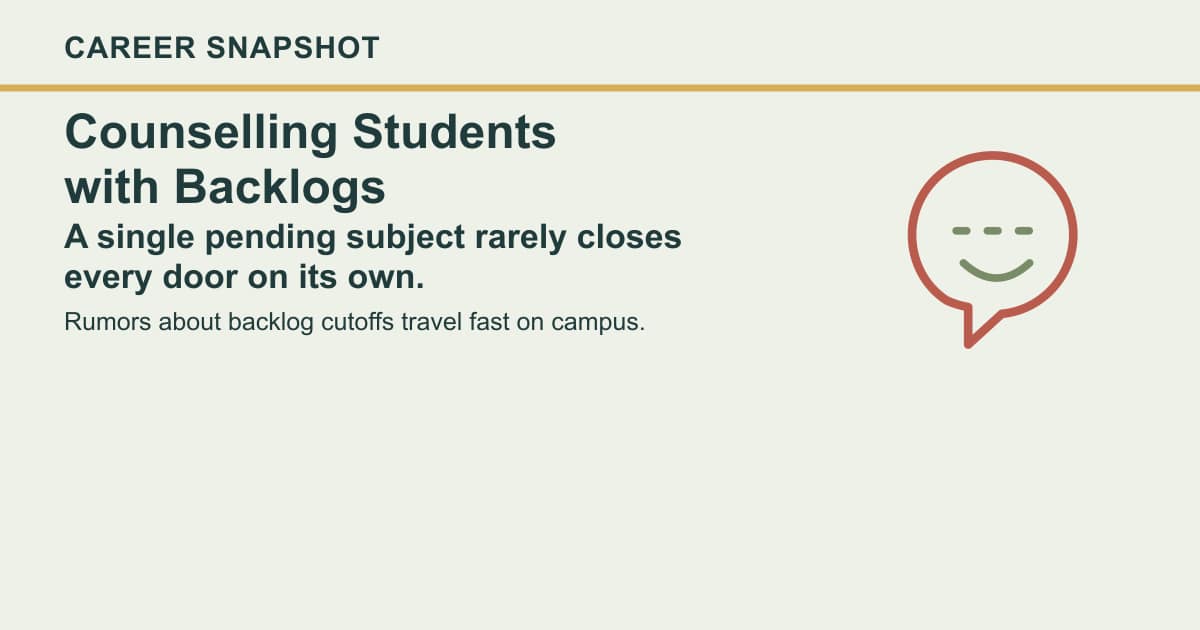 CAREER SNAPSHOT
Counselling Students
with Backlogs
A single pending subject rarely closes
every door on its own.
Rumors about backlog cutoffs travel fast on campus.